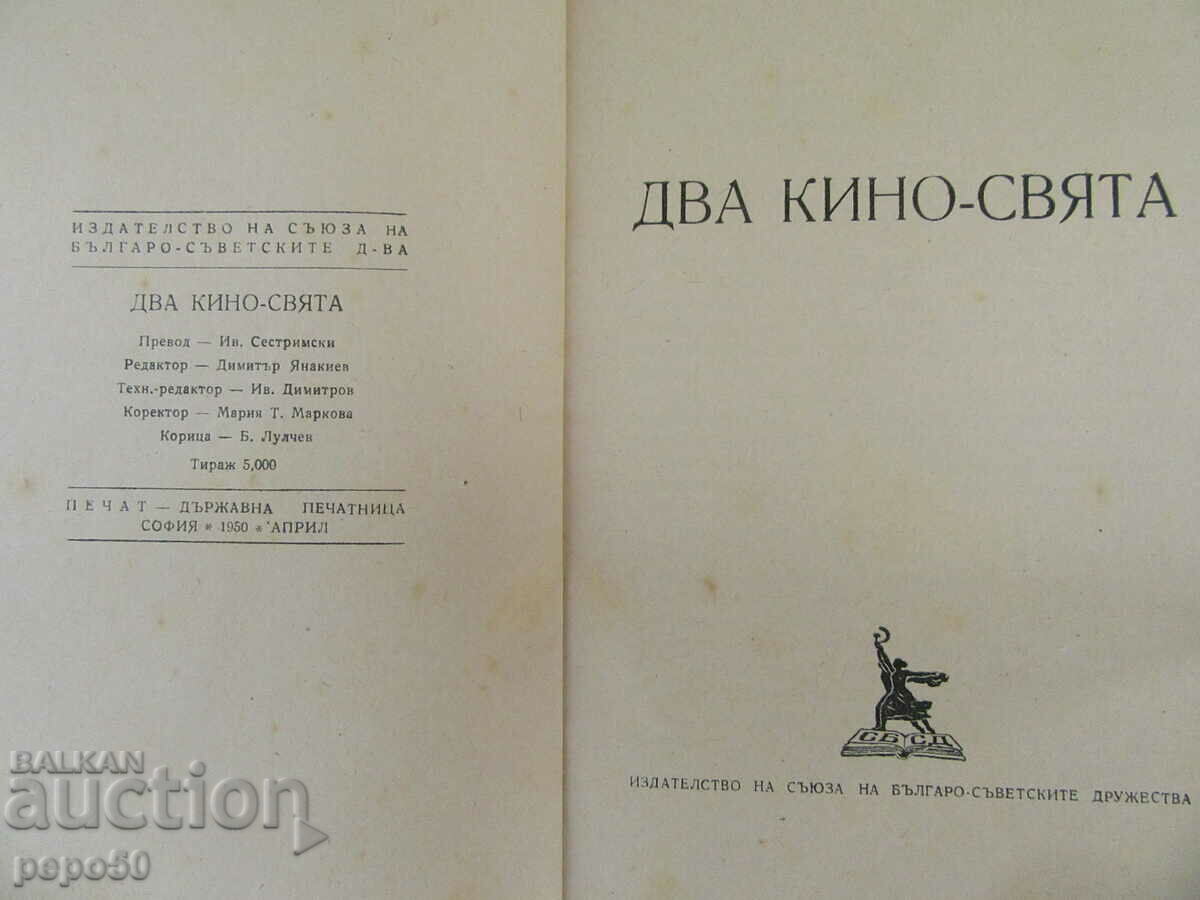 ИЗДАТЕЛСТВО НА СЪЮЗА НА
БЪЛГАРО-СЪВЕТСКИТЕ Д-ВА
ДВА КИНО-СВЯТА
Превод — Ив. Сестримски
Редактор — Димитър Янакиев
Техн.-редактор — Ив. Димитров
Коректор — Мария Т. Маркова
Корица — Б. Лулчев
Тираж 5,000
ПЕЧАТ — ДЪРЖАВНА ПЕЧАТНИЦА
СОФИЯ * 1950 * АПРИЛ
ДВА КИНО-СВЯТА
СБСД
ИЗДАТЕЛСТВО НА СЪЮЗА НА БЪЛГАРО-СЪВЕТСКИТЕ ДРУЖЕСТВА
BALKAN
auction
pepo50